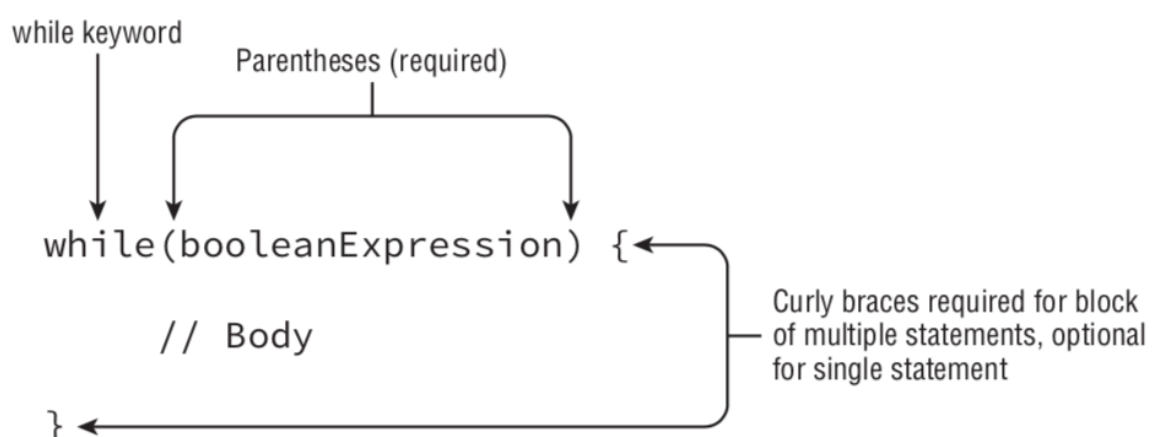 while keyword
Parentheses (required)
while(booleanExpression) {
// Body
Curly braces required for block
of multiple statements, optional
for single statement
}